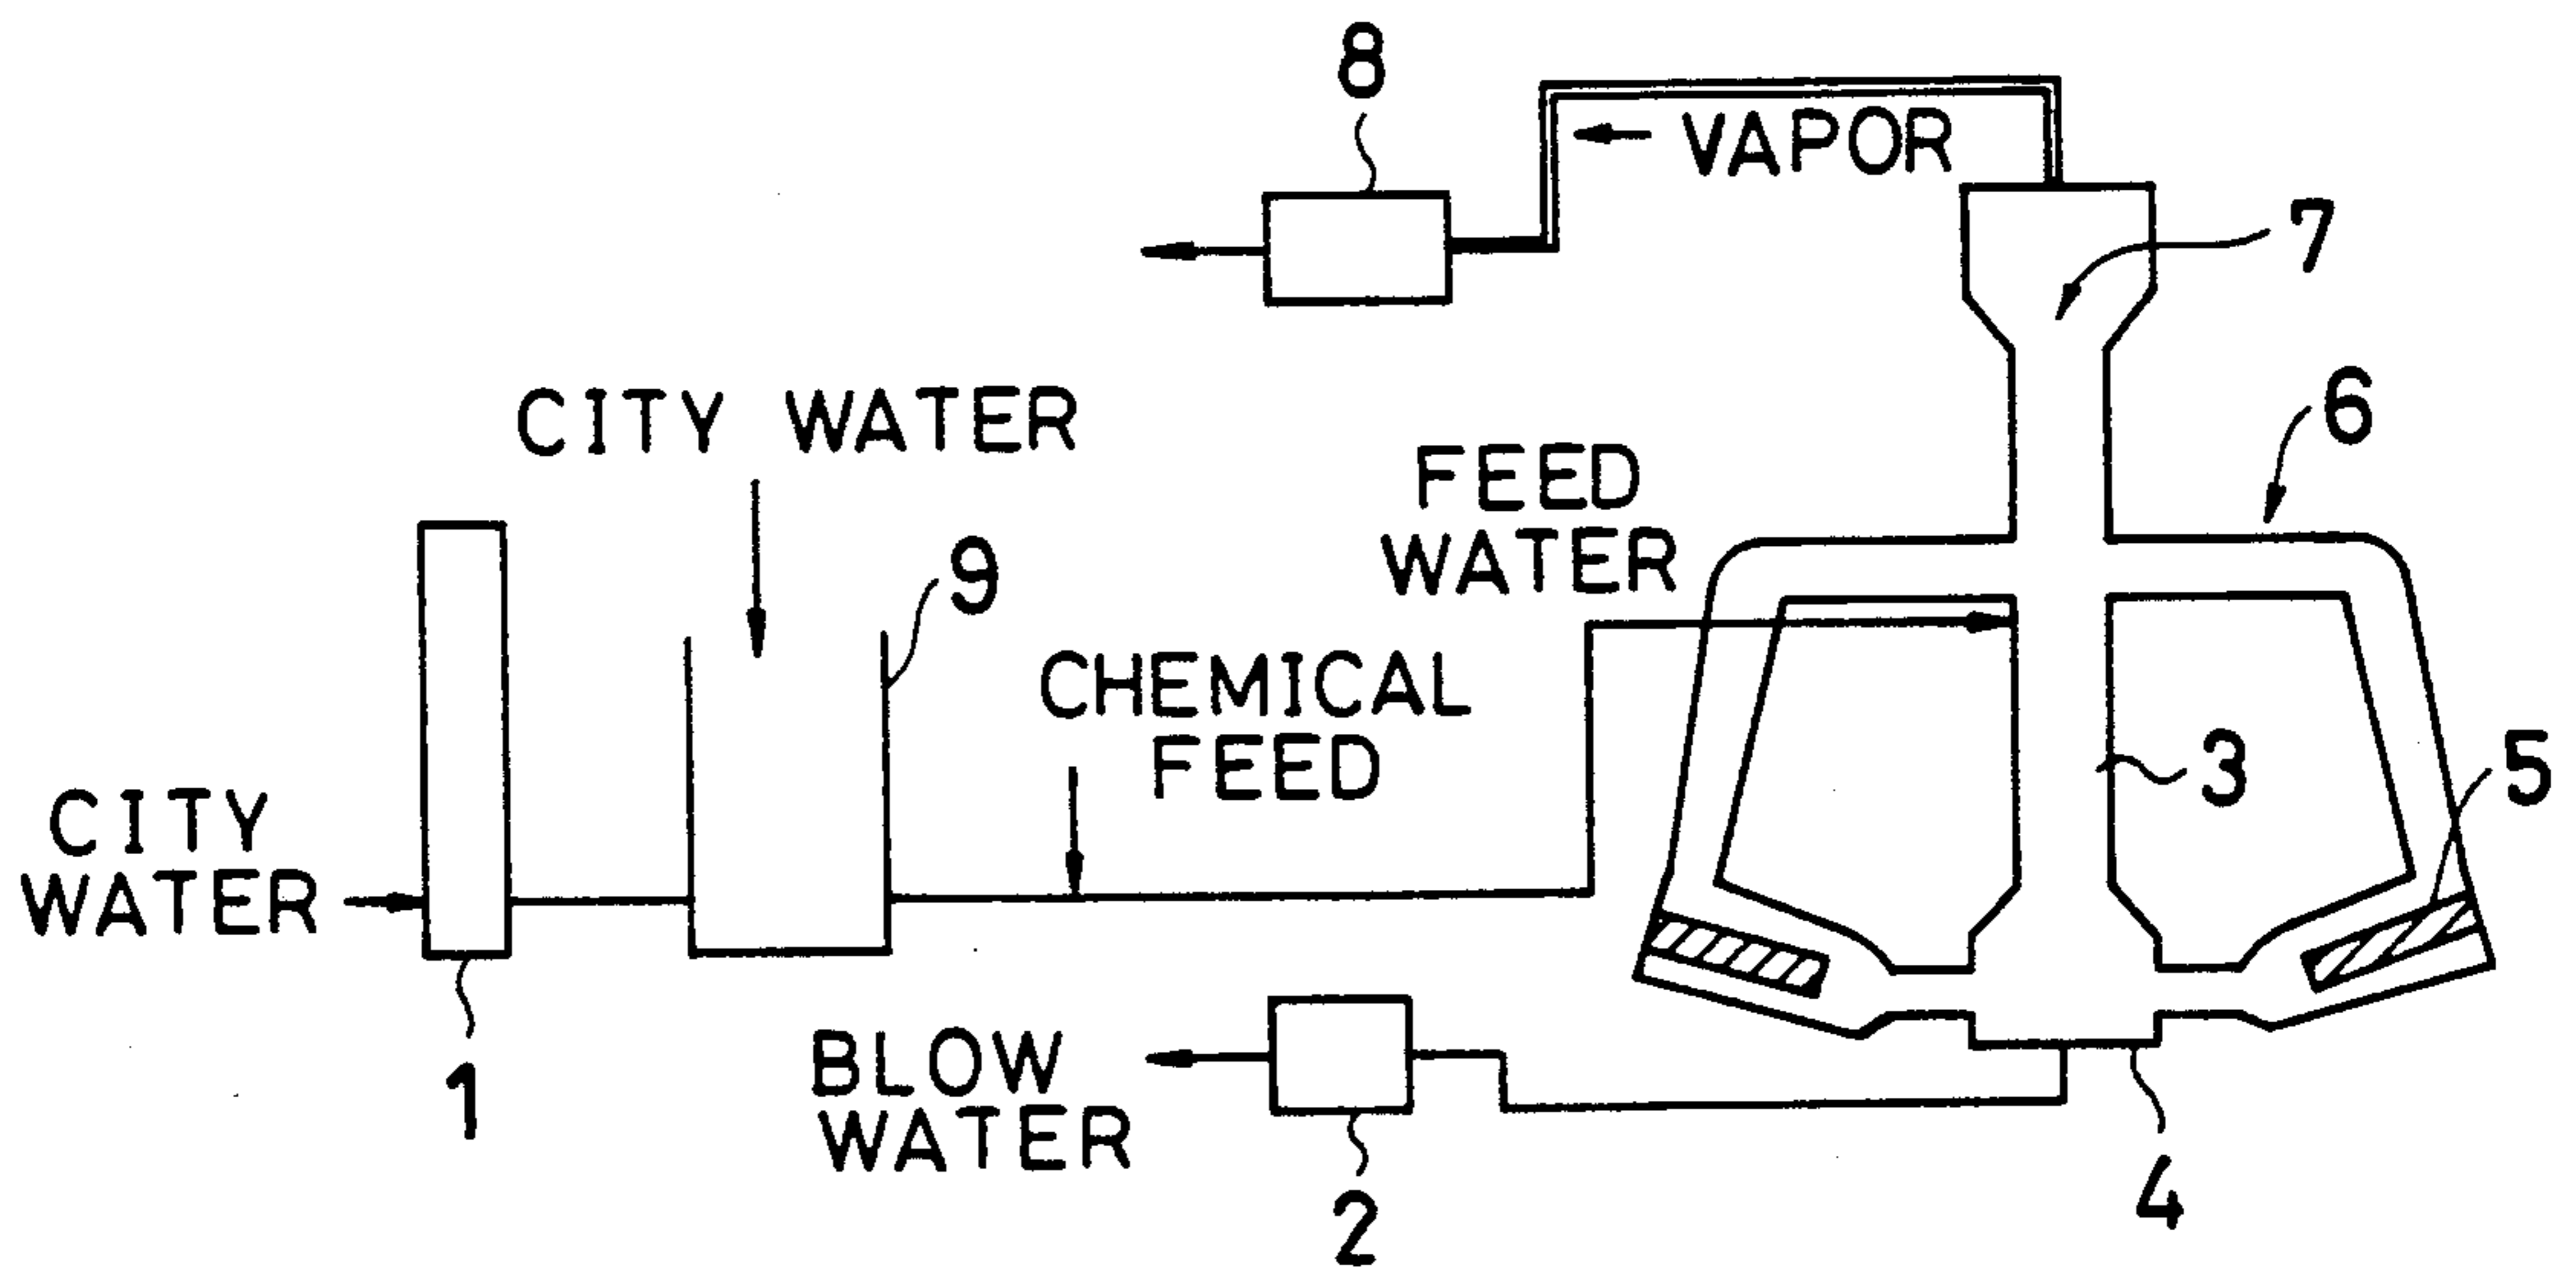 8
VAPOR
7
CITY WATER
6
FEED
WATER
9
CHEMICAL
FEED
3
5
CITY
WATER
1
BLOW
WATER
2
4